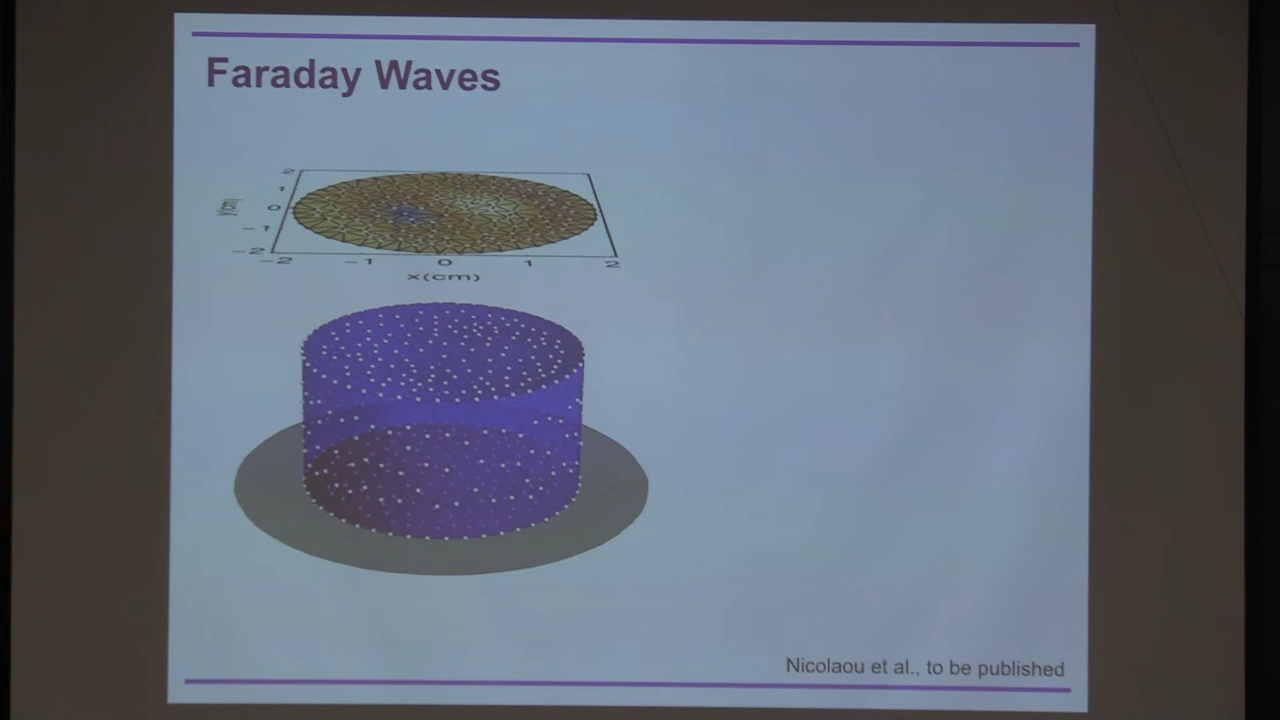 Faraday Waves
2
1
0
-1
-2
y(cm)
-2 -1 0 1 2
x(cm)
Nicolaou et al., to be published